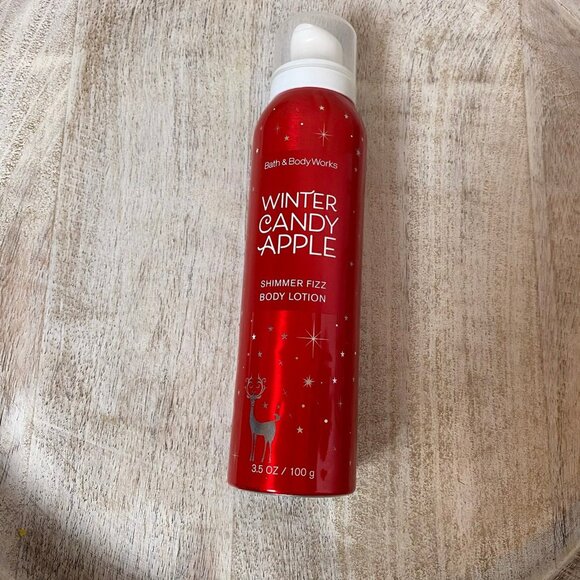 Bath & Body Works
WINTER
CANDY
APPLE
SHIMMER FIZZ
BODY LOTION
3.5 OZ / 100 g